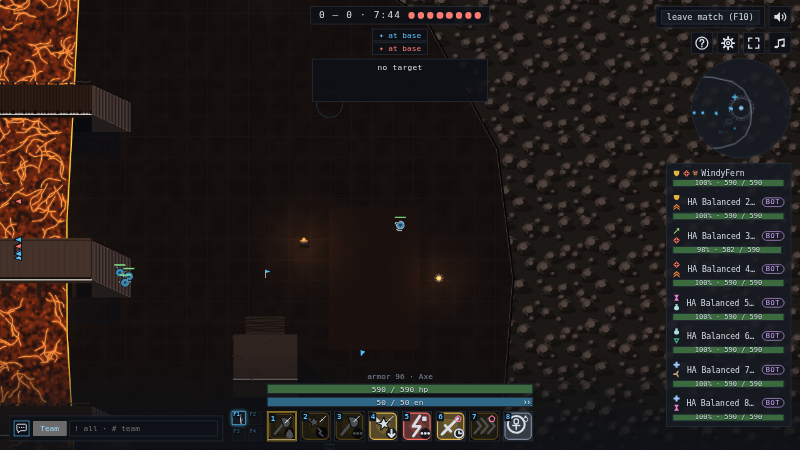 0 – 0 · 7:44
leave match (F10)
✦ at base
✦ at base
no target
WindyFern
100% · 590 / 590
HA Balanced 2… BOT
100% · 590 / 590
HA Balanced 3… BOT
98% · 582 / 590
HA Balanced 4… BOT
100% · 590 / 590
HA Balanced 5… BOT
100% · 590 / 590
HA Balanced 6… BOT
100% · 590 / 590
HA Balanced 7… BOT
100% · 590 / 590
HA Balanced 8… BOT
100% · 590 / 590
armor 96 · Axe
590 / 590 hp
50 / 50 en ››
Team ! all · # team
F1 F2
F3 F4
1 2 3 4 5 6 7 8